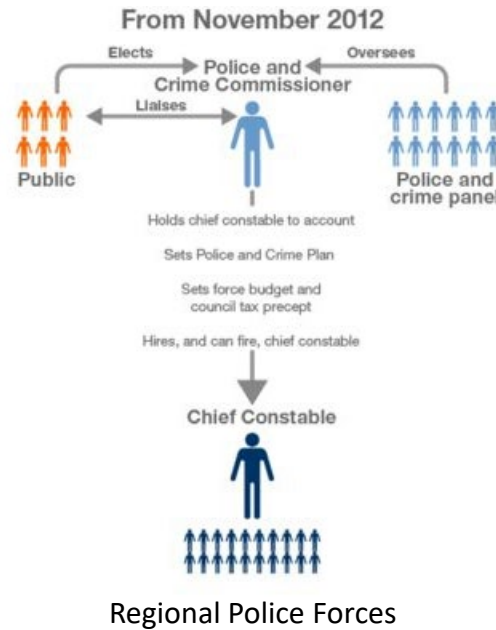 From November 2012
Elects
Oversees
Police and
Crime Commissioner
Liaises
Public
Police and
crime panel
Holds chief constable to account
Sets Police and Crime Plan
Sets force budget and
council tax precept
Hires, and can fire, chief constable
Chief Constable
Regional Police Forces